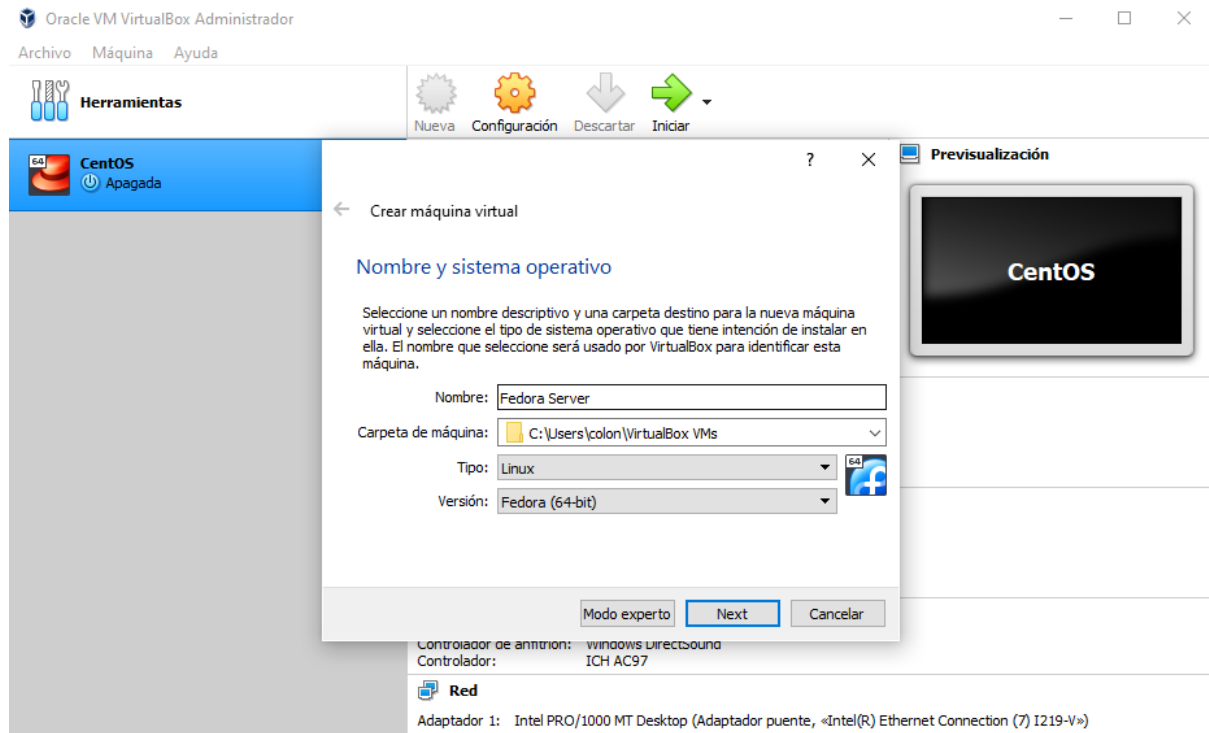 Oracle VM VirtualBox Administrador
Archivo Máquina Ayuda
Herramientas
Nueva Configuración Descartar Iniciar
64
CentOS
Apagada
Previsualización
CentOS
? 
Crear máquina virtual
Nombre y sistema operativo
Seleccione un nombre descriptivo y una carpeta destino para la nueva máquina
virtual y seleccione el tipo de sistema operativo que tiene intención de instalar en
ella. El nombre que seleccione será usado por VirtualBox para identificar esta
máquina.
Nombre: Fedora Server
Carpeta de máquina: C:\Users\colon\VirtualBox VMs
Tipo: Linux
64
Versión: Fedora (64-bit)
Modo experto Next Cancelar
Controlador de anfitrión: Windows DirectSound
Controlador: ICH AC97
Red
Adaptador 1: Intel PRO/1000 MT Desktop (Adaptador puente, «Intel(R) Ethernet Connection (7) I219-V»)